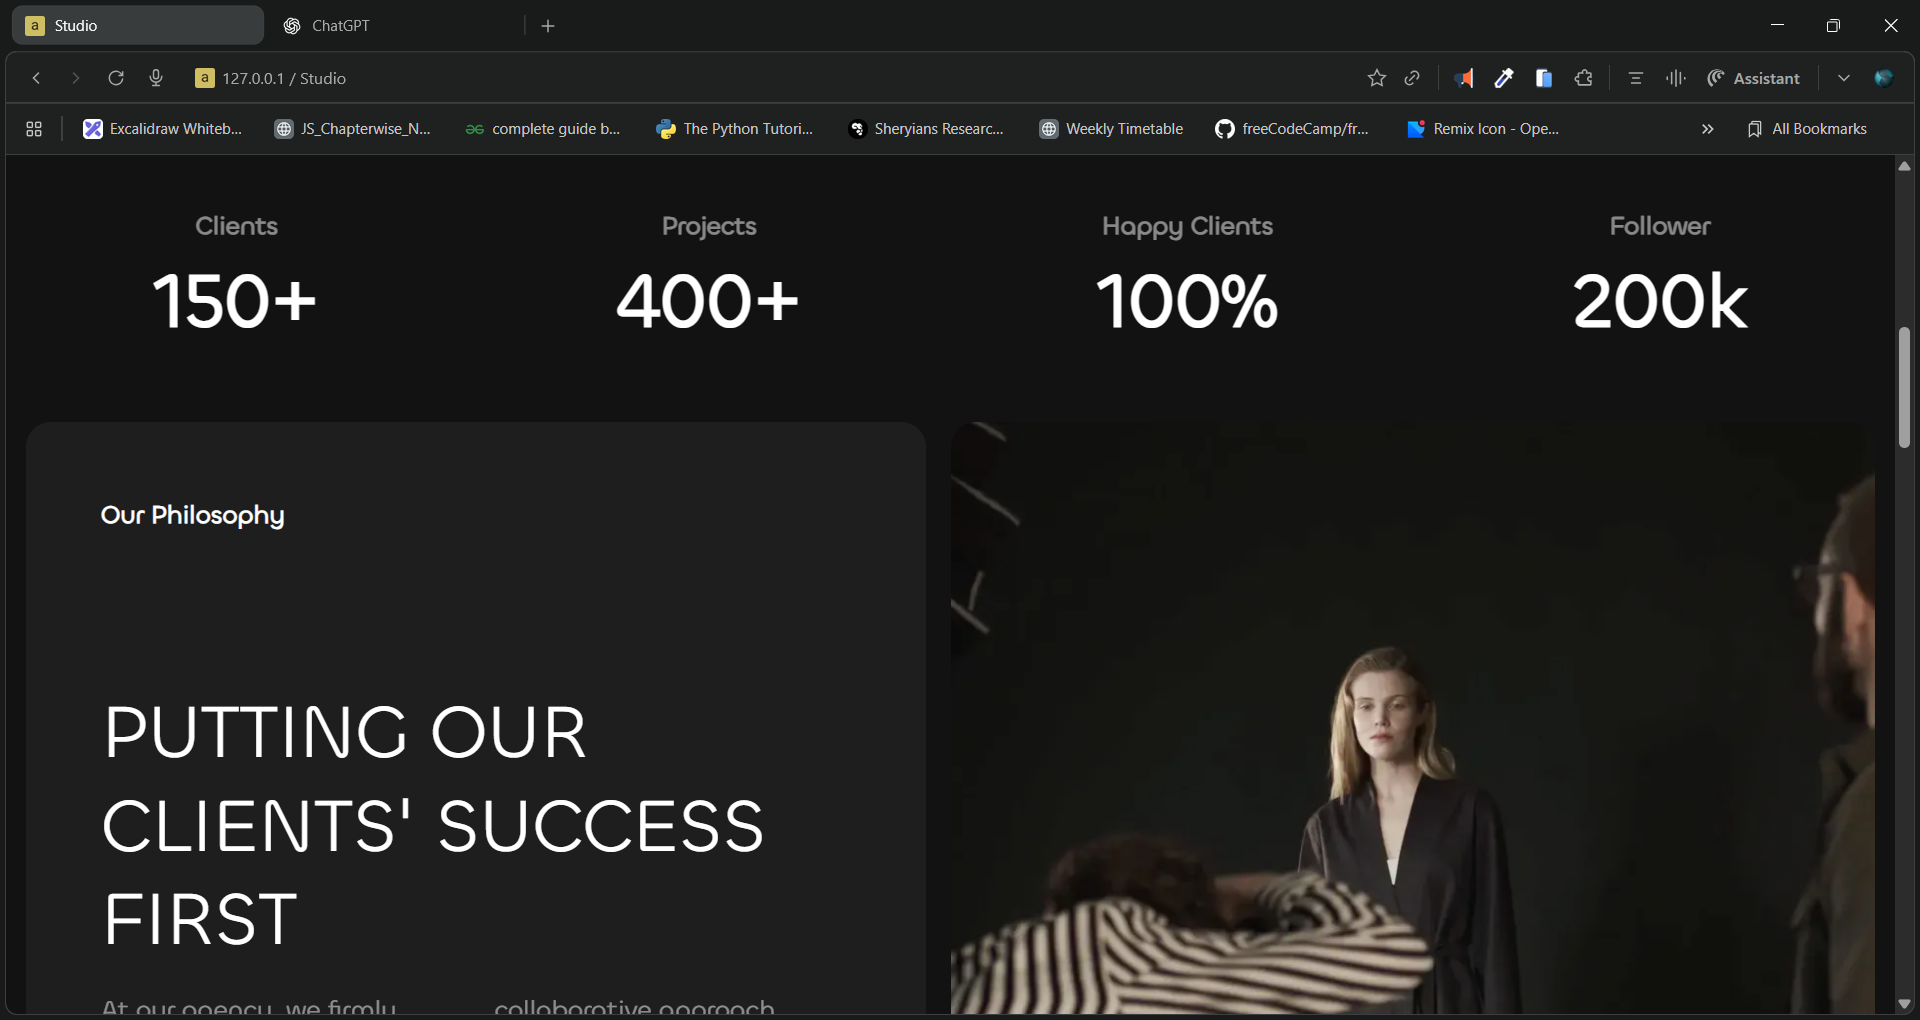 a Studio
ChatGPT
a 127.0.0.1 / Studio
Assistant
Excalidraw Whiteb...
JS_Chapterwise_N...
complete guide b...
The Python Tutori...
Sheryians Researc...
Weekly Timetable
freeCodeCamp/fr...
Remix Icon - Ope...
All Bookmarks
Clients
Projects
Happy Clients
Follower
150+
400+
100%
200k
Our Philosophy
PUTTING OUR
CLIENTS' SUCCESS
FIRST
At our agency, we firmly
collaborative approach